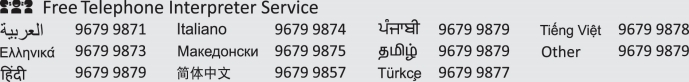 Free Telephone Interpreter Service
العربية 9679 9871 Italiano 9679 9874 ਪੰਜਾਬੀ 9679 9879 Tiếng Việt 9679 9878
Ελληνικά 9679 9873 Македонски 9679 9875 தமிழ் 9679 9879 Other 9679 9879
हिंदी 9679 9879 简体中文 9679 9857 Türkçe 9679 9877